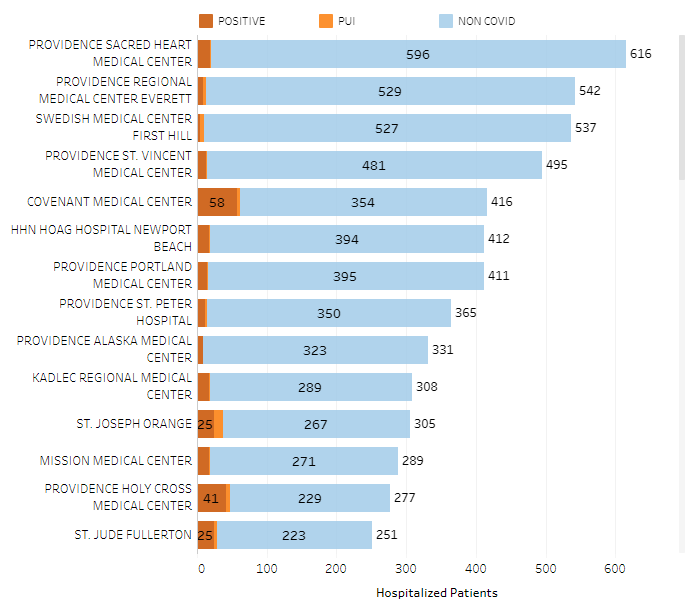 POSITIVE PUI NON COVID
PROVIDENCE SACRED HEART
MEDICAL CENTER
596 616
PROVIDENCE REGIONAL
MEDICAL CENTER EVERETT
529 542
SWEDISH MEDICAL CENTER
FIRST HILL
527 537
PROVIDENCE ST. VINCENT
MEDICAL CENTER
481 495
COVENANT MEDICAL CENTER 58 354 416
HHN HOAG HOSPITAL NEWPORT
BEACH
394 412
PROVIDENCE PORTLAND
MEDICAL CENTER
395 411
PROVIDENCE ST. PETER
HOSPITAL
350 365
PROVIDENCE ALASKA MEDICAL
CENTER
323 331
KADLEC REGIONAL MEDICAL
CENTER
289 308
ST. JOSEPH ORANGE 25 267 305
MISSION MEDICAL CENTER 271 289
PROVIDENCE HOLY CROSS
MEDICAL CENTER
41 229 277
ST. JUDE FULLERTON 25 223 251
0 100 200 300 400 500 600
Hospitalized Patients